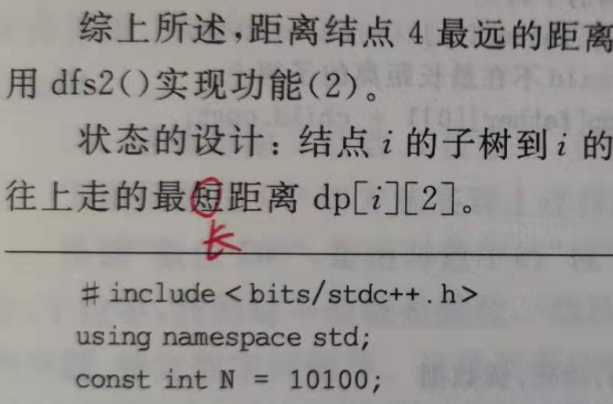 综上所述,距离结点 4 最远的距离
用 dfs2()实现功能(2)。
状态的设计：结点 i 的子树到 i 的
往上走的最短距离 dp[i][2]。
长
# include < bits/stdc++.h>
using namespace std;
const int N = 10100;